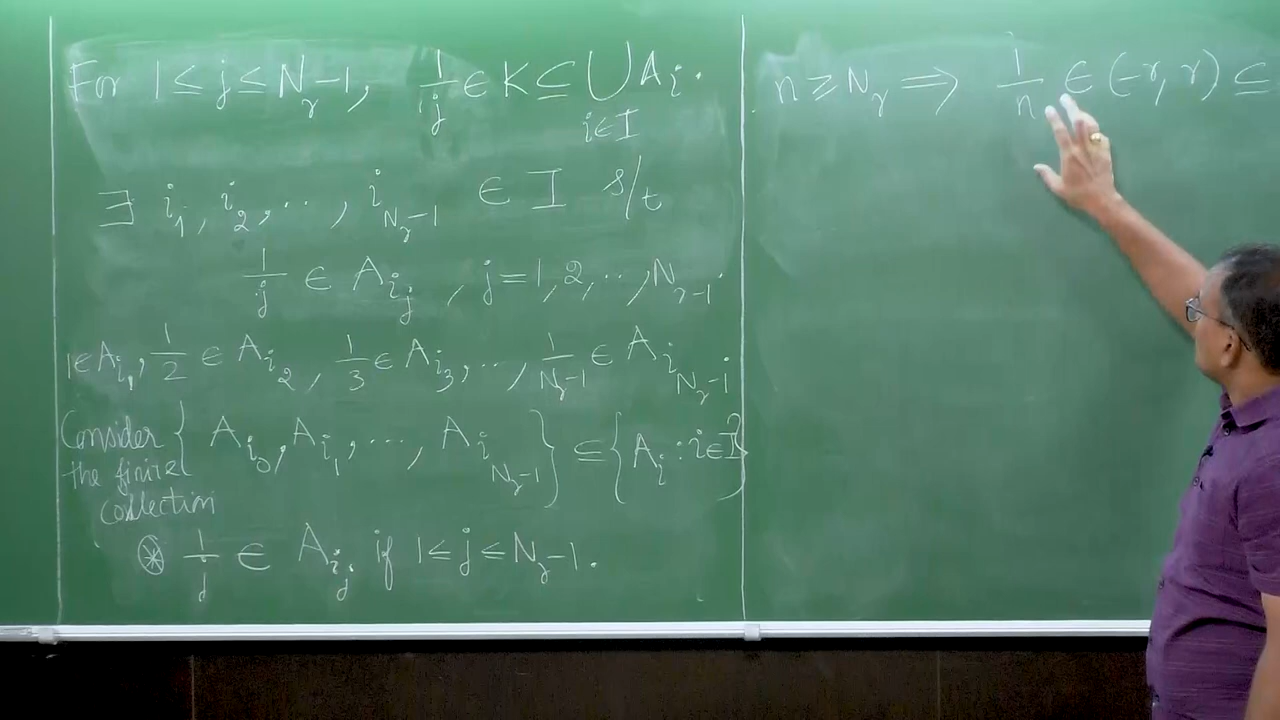 For 1 ≤ j ≤ N_r - 1, 1/j ∈ K ⊆ ⋃_{i∈I} A_i.
∃ i_1, i_2, ..., i_{N_r-1} ∈ I s/t
1/j ∈ A_{i_j}, j = 1, 2, ..., N_{r-1}.
1 ∈ A_{i_1}, 1/2 ∈ A_{i_2}, 1/3 ∈ A_{i_3}, ..., 1/(N_r-1) ∈ A_{i_{N_r-1}}
Consider the finite collection { A_{i_0}, A_{i_1}, ..., A_{i_{N_r-1}} } ⊆ { A_i : i ∈ I }
⊛ 1/j ∈ A_{i_j} if 1 ≤ j ≤ N_r - 1.
n ≥ N_r ⟹ 1/n ∈ (-r, r) ⊆